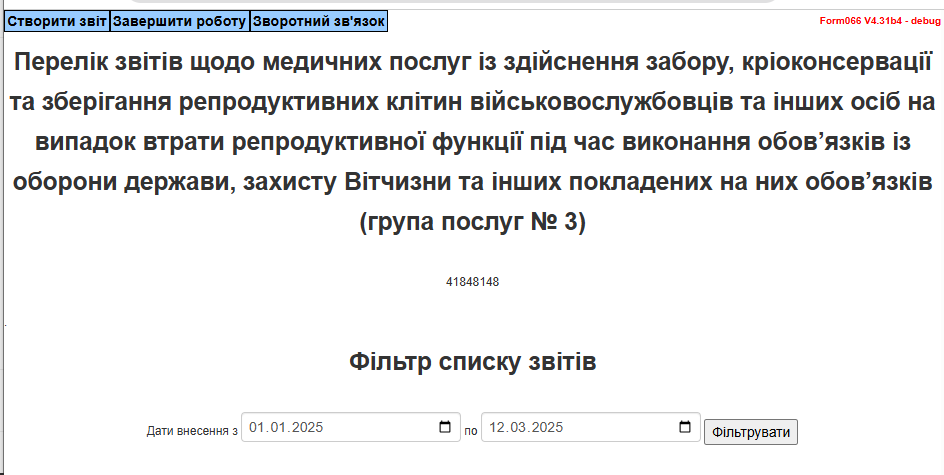 Створити звіт Завершити роботу Зворотний зв'язок Form066 V4.31b4 - debug
Перелік звітів щодо медичних послуг із здійснення забору, кріоконсервації
та зберігання репродуктивних клітин військовослужбовців та інших осіб на
випадок втрати репродуктивної функції під час виконання обов’язків із
оборони держави, захисту Вітчизни та інших покладених на них обов’язків
(група послуг № 3)
41848148
.
Фільтр списку звітів
Дати внесення з 01.01.2025 по 12.03.2025 Фільтрувати